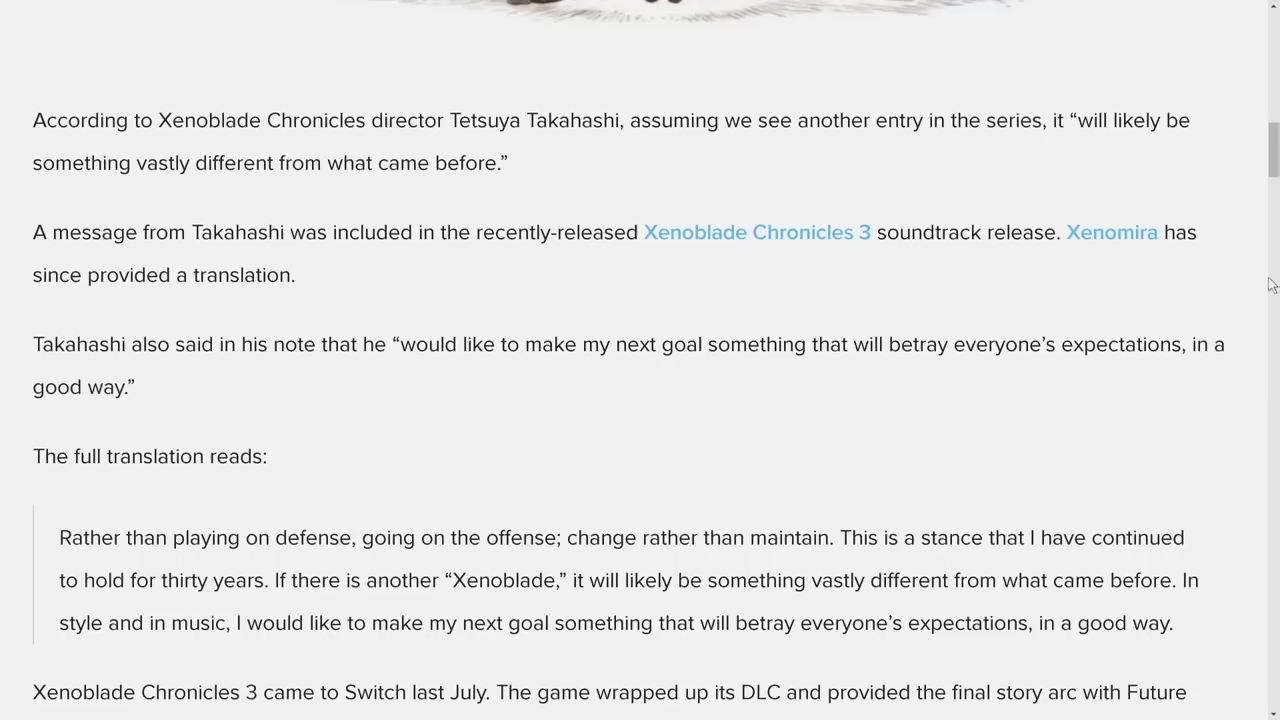 According to Xenoblade Chronicles director Tetsuya Takahashi, assuming we see another entry in the series, it “will likely be
something vastly different from what came before.”
A message from Takahashi was included in the recently-released Xenoblade Chronicles 3 soundtrack release. Xenomira has
since provided a translation.
Takahashi also said in his note that he “would like to make my next goal something that will betray everyone’s expectations, in a
good way.”
The full translation reads:
Rather than playing on defense, going on the offense; change rather than maintain. This is a stance that I have continued
to hold for thirty years. If there is another “Xenoblade,” it will likely be something vastly different from what came before. In
style and in music, I would like to make my next goal something that will betray everyone’s expectations, in a good way.
Xenoblade Chronicles 3 came to Switch last July. The game wrapped up its DLC and provided the final story arc with Future